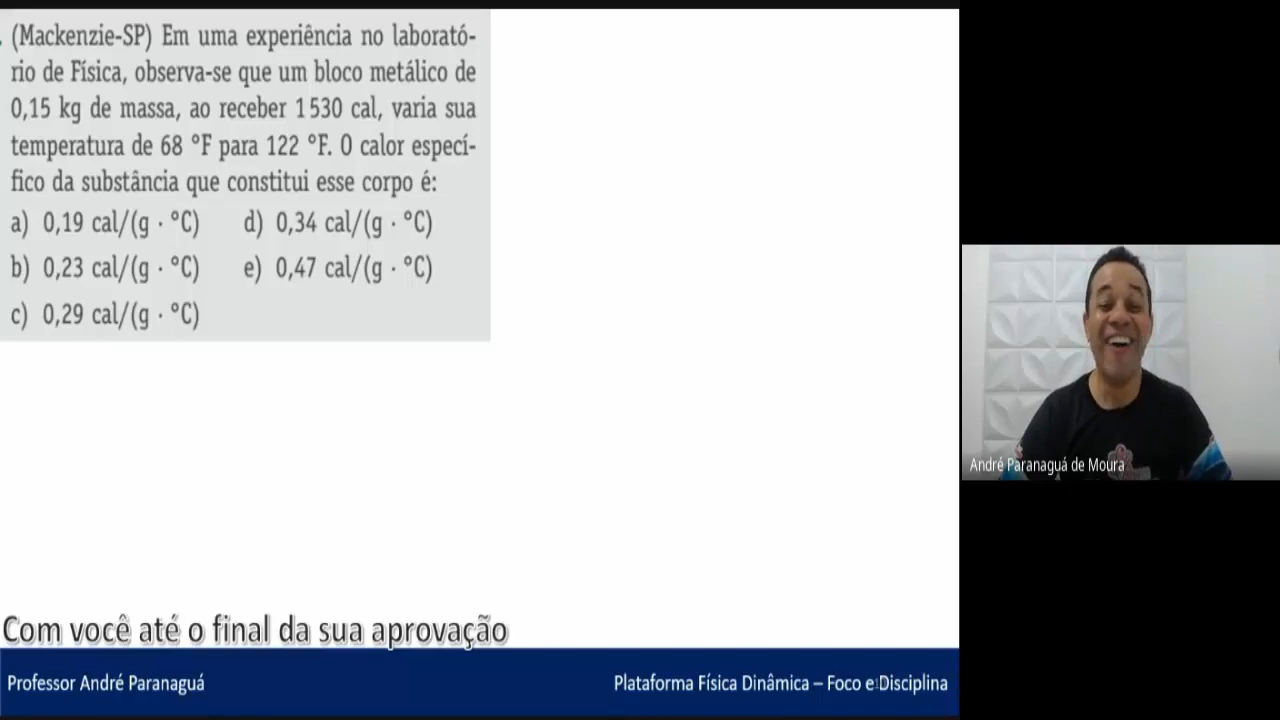 (Mackenzie-SP) Em uma experiência no laborató-
rio de Física, observa-se que um bloco metálico de
0,15 kg de massa, ao receber 1530 cal, varia sua
temperatura de 68 °F para 122 °F. O calor especí-
fico da substância que constitui esse corpo é:
a) 0,19 cal/(g · °C) d) 0,34 cal/(g · °C)
b) 0,23 cal/(g · °C) e) 0,47 cal/(g · °C)
c) 0,29 cal/(g · °C)
André Paranaguá de Moura
Com você até o final da sua aprovação
Professor André Paranaguá Plataforma Física Dinâmica – Foco e Disciplina